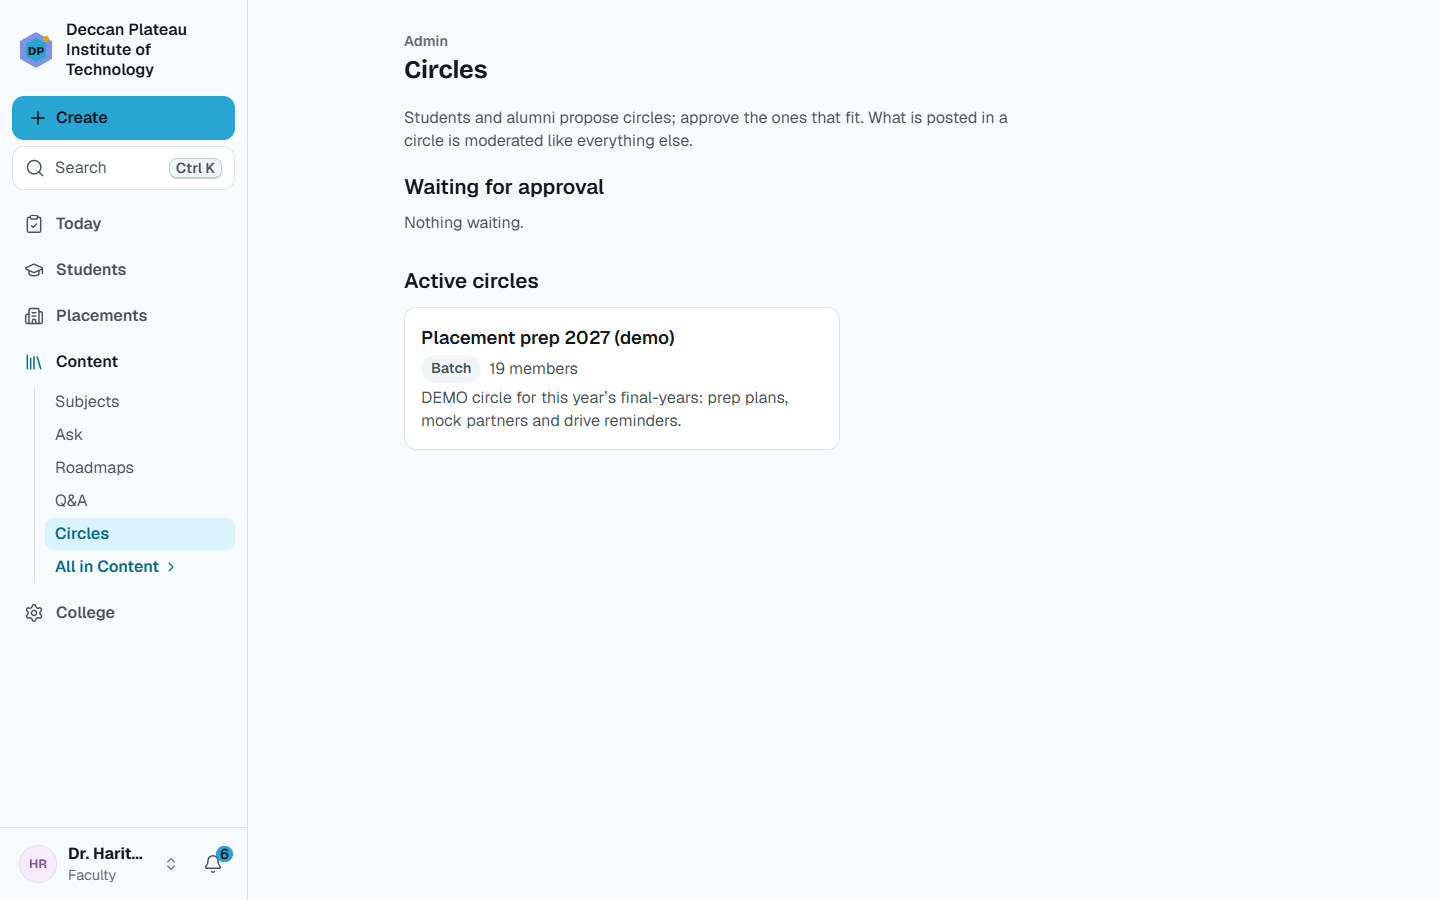 Deccan Plateau
Institute of
Technology
DP
Create
Search
Ctrl K
Today
Students
Placements
Content
Subjects
Ask
Roadmaps
Q&A
Circles
All in Content
College
HR
Dr. Harit...
Faculty
6
Admin
Circles
Students and alumni propose circles; approve the ones that fit. What is posted in a
circle is moderated like everything else.
Waiting for approval
Nothing waiting.
Active circles
Placement prep 2027 (demo)
Batch
19 members
DEMO circle for this year’s final-years: prep plans,
mock partners and drive reminders.